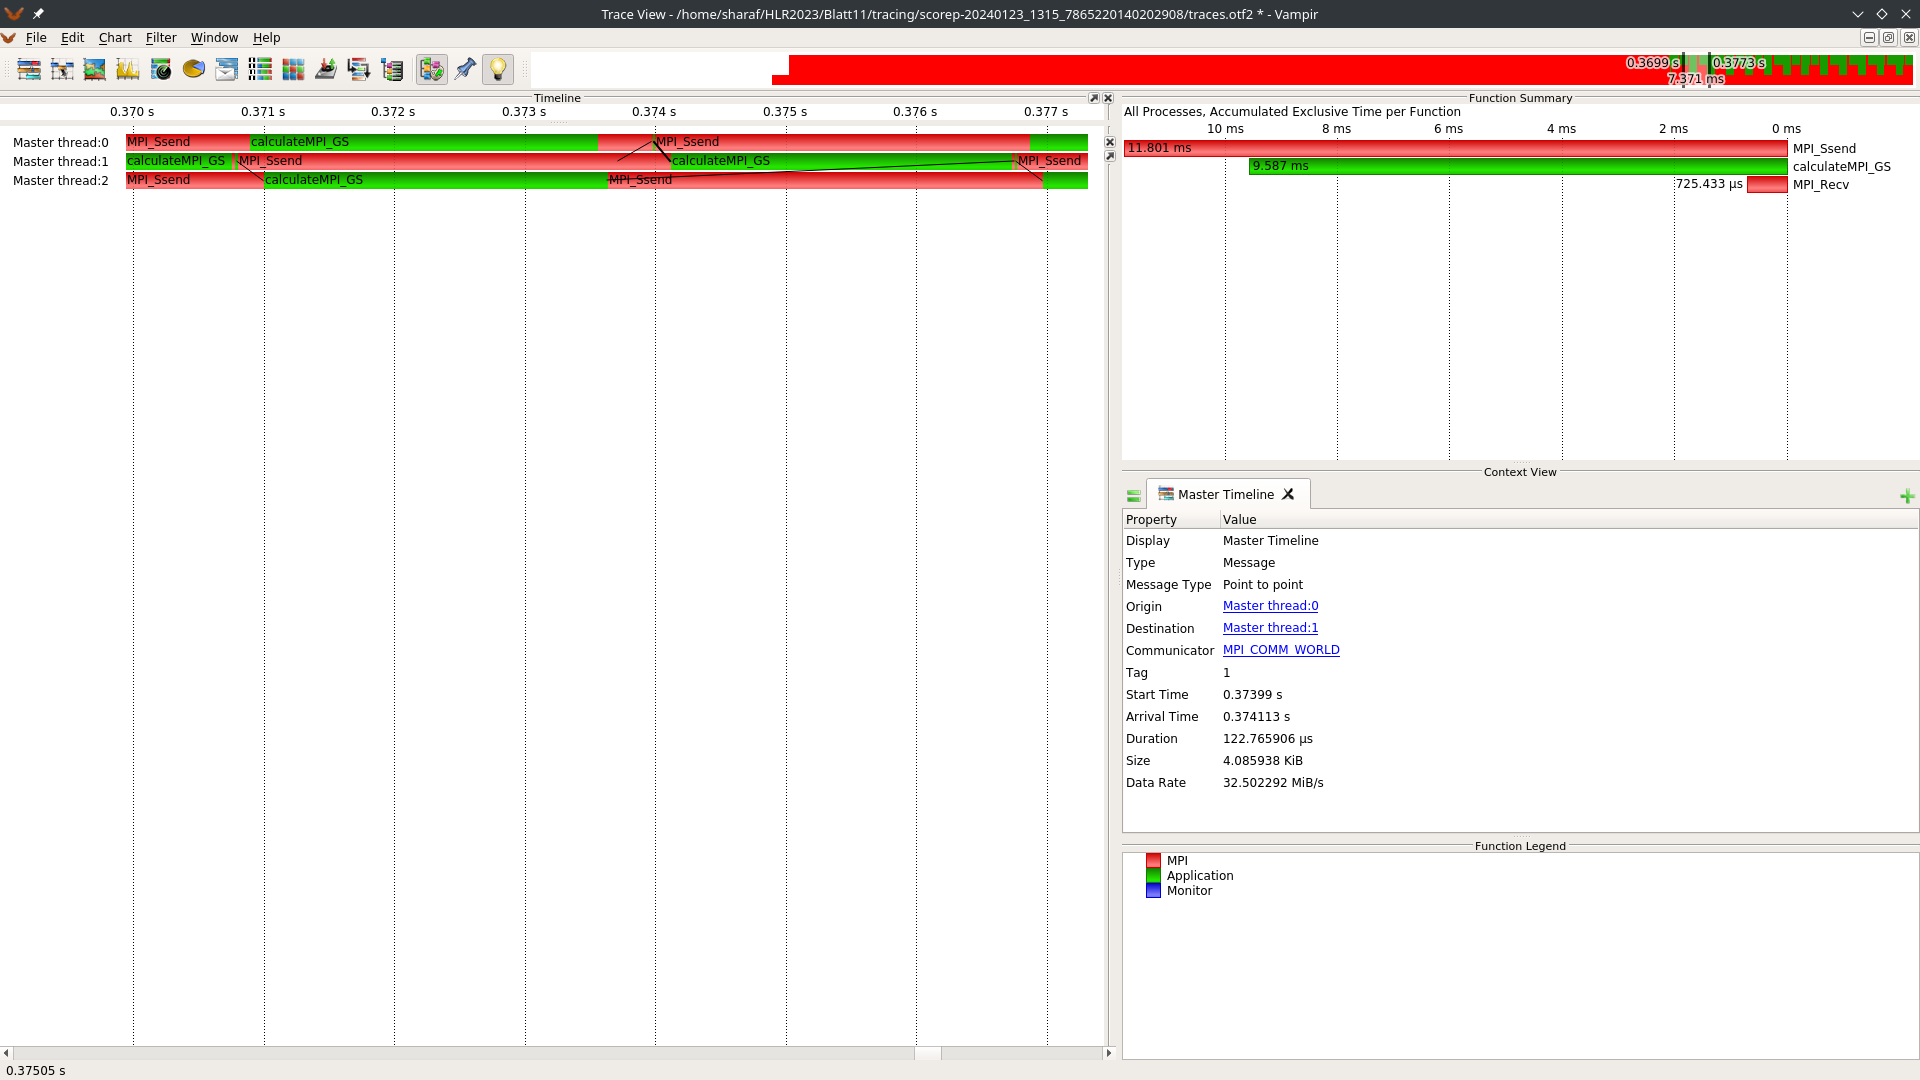 Trace View - /home/sharaf/HLR2023/Blatt11/tracing/scorep-20240123_1315_7865220140202908/traces.otf2 * - Vampir
File Edit Chart Filter Window Help
0.3699 s 0.3773 s
7.371 ms
Timeline
0.370 s 0.371 s 0.372 s 0.373 s 0.374 s 0.375 s 0.376 s 0.377 s
Master thread:0 MPI_Ssend calculateMPI_GS MPI_Ssend
Master thread:1 calculateMPI_GS MPI_Ssend calculateMPI_GS MPI_Ssend
Master thread:2 MPI_Ssend calculateMPI_GS MPI_Ssend
Function Summary
All Processes, Accumulated Exclusive Time per Function
10 ms 8 ms 6 ms 4 ms 2 ms 0 ms
11.801 ms MPI_Ssend
9.587 ms calculateMPI_GS
725.433 µs MPI_Recv
Context View
Master Timeline
Property Value
Display Master Timeline
Type Message
Message Type Point to point
Origin Master thread:0
Destination Master thread:1
Communicator MPI_COMM_WORLD
Tag 1
Start Time 0.37399 s
Arrival Time 0.374113 s
Duration 122.765906 µs
Size 4.085938 KiB
Data Rate 32.502292 MiB/s
Function Legend
MPI
Application
Monitor
0.37505 s